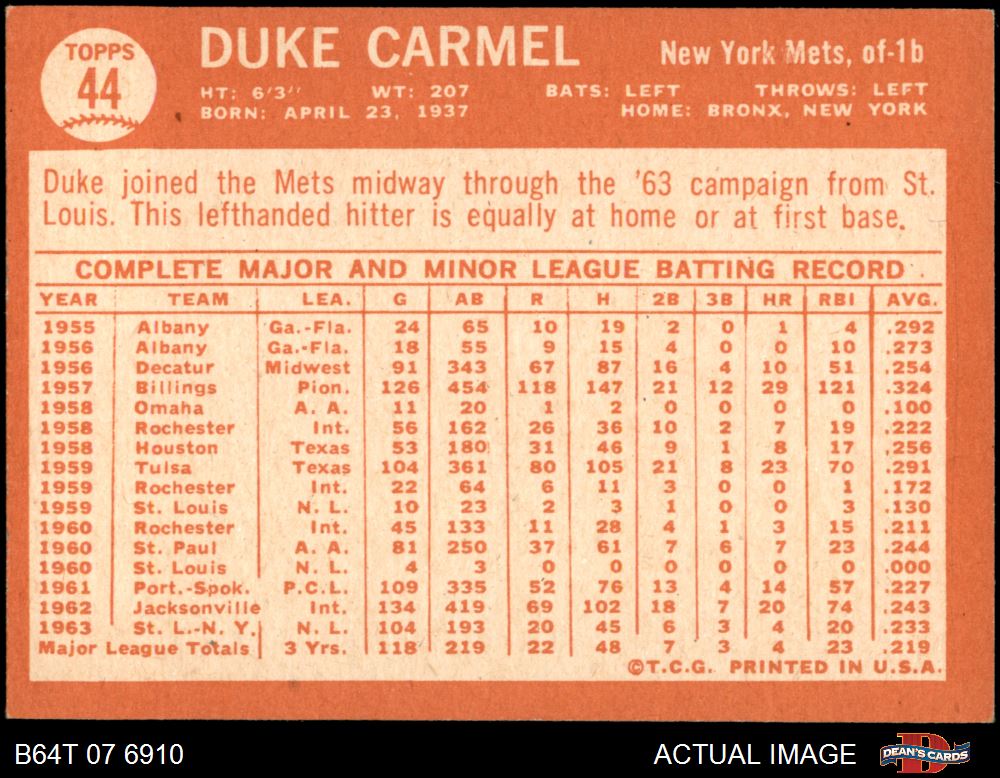 TOPPS
44
DUKE CARMEL
New York Mets, of-1b
HT: 6'3" WT: 207 BATS: LEFT THROWS: LEFT
BORN: APRIL 23, 1937 HOME: BRONX, NEW YORK
Duke joined the Mets midway through the '63 campaign from St.
Louis. This lefthanded hitter is equally at home or at first base.
COMPLETE MAJOR AND MINOR LEAGUE BATTING RECORD
YEAR TEAM LEA. G AB R H 2B 3B HR RBI AVG.
1955 Albany Ga.-Fla. 24 65 10 19 2 0 1 4 .292
1956 Albany Ga.-Fla. 18 55 9 15 4 0 0 10 .273
1956 Decatur Midwest 91 343 67 87 16 4 10 51 .254
1957 Billings Pion. 126 454 118 147 21 12 29 121 .324
1958 Omaha A. A. 11 20 1 2 0 0 0 0 .100
1958 Rochester Int. 56 162 26 36 10 2 7 19 .222
1958 Houston Texas 53 180 31 46 9 1 8 17 .256
1959 Tulsa Texas 104 361 80 105 21 8 23 70 .291
1959 Rochester Int. 22 64 6 11 3 0 0 1 .172
1959 St. Louis N. L. 10 23 2 3 1 0 0 3 .130
1960 Rochester Int. 45 133 11 28 4 1 3 15 .211
1960 St. Paul A. A. 81 250 37 61 7 6 7 23 .244
1960 St. Louis N. L. 4 3 0 0 0 0 0 0 .000
1961 Port.-Spok. P.C.L. 109 335 52 76 13 4 14 57 .227
1962 Jacksonville Int. 134 419 69 102 18 7 20 74 .243
1963 St. L.-N. Y. N. L. 104 193 20 45 6 3 4 20 .233
Major League Totals 3 Yrs. 118 219 22 48 7 3 4 23 .219
©T.C.G. PRINTED IN U.S.A.
B64T 07 6910
ACTUAL IMAGE
DEAN'S CARDS